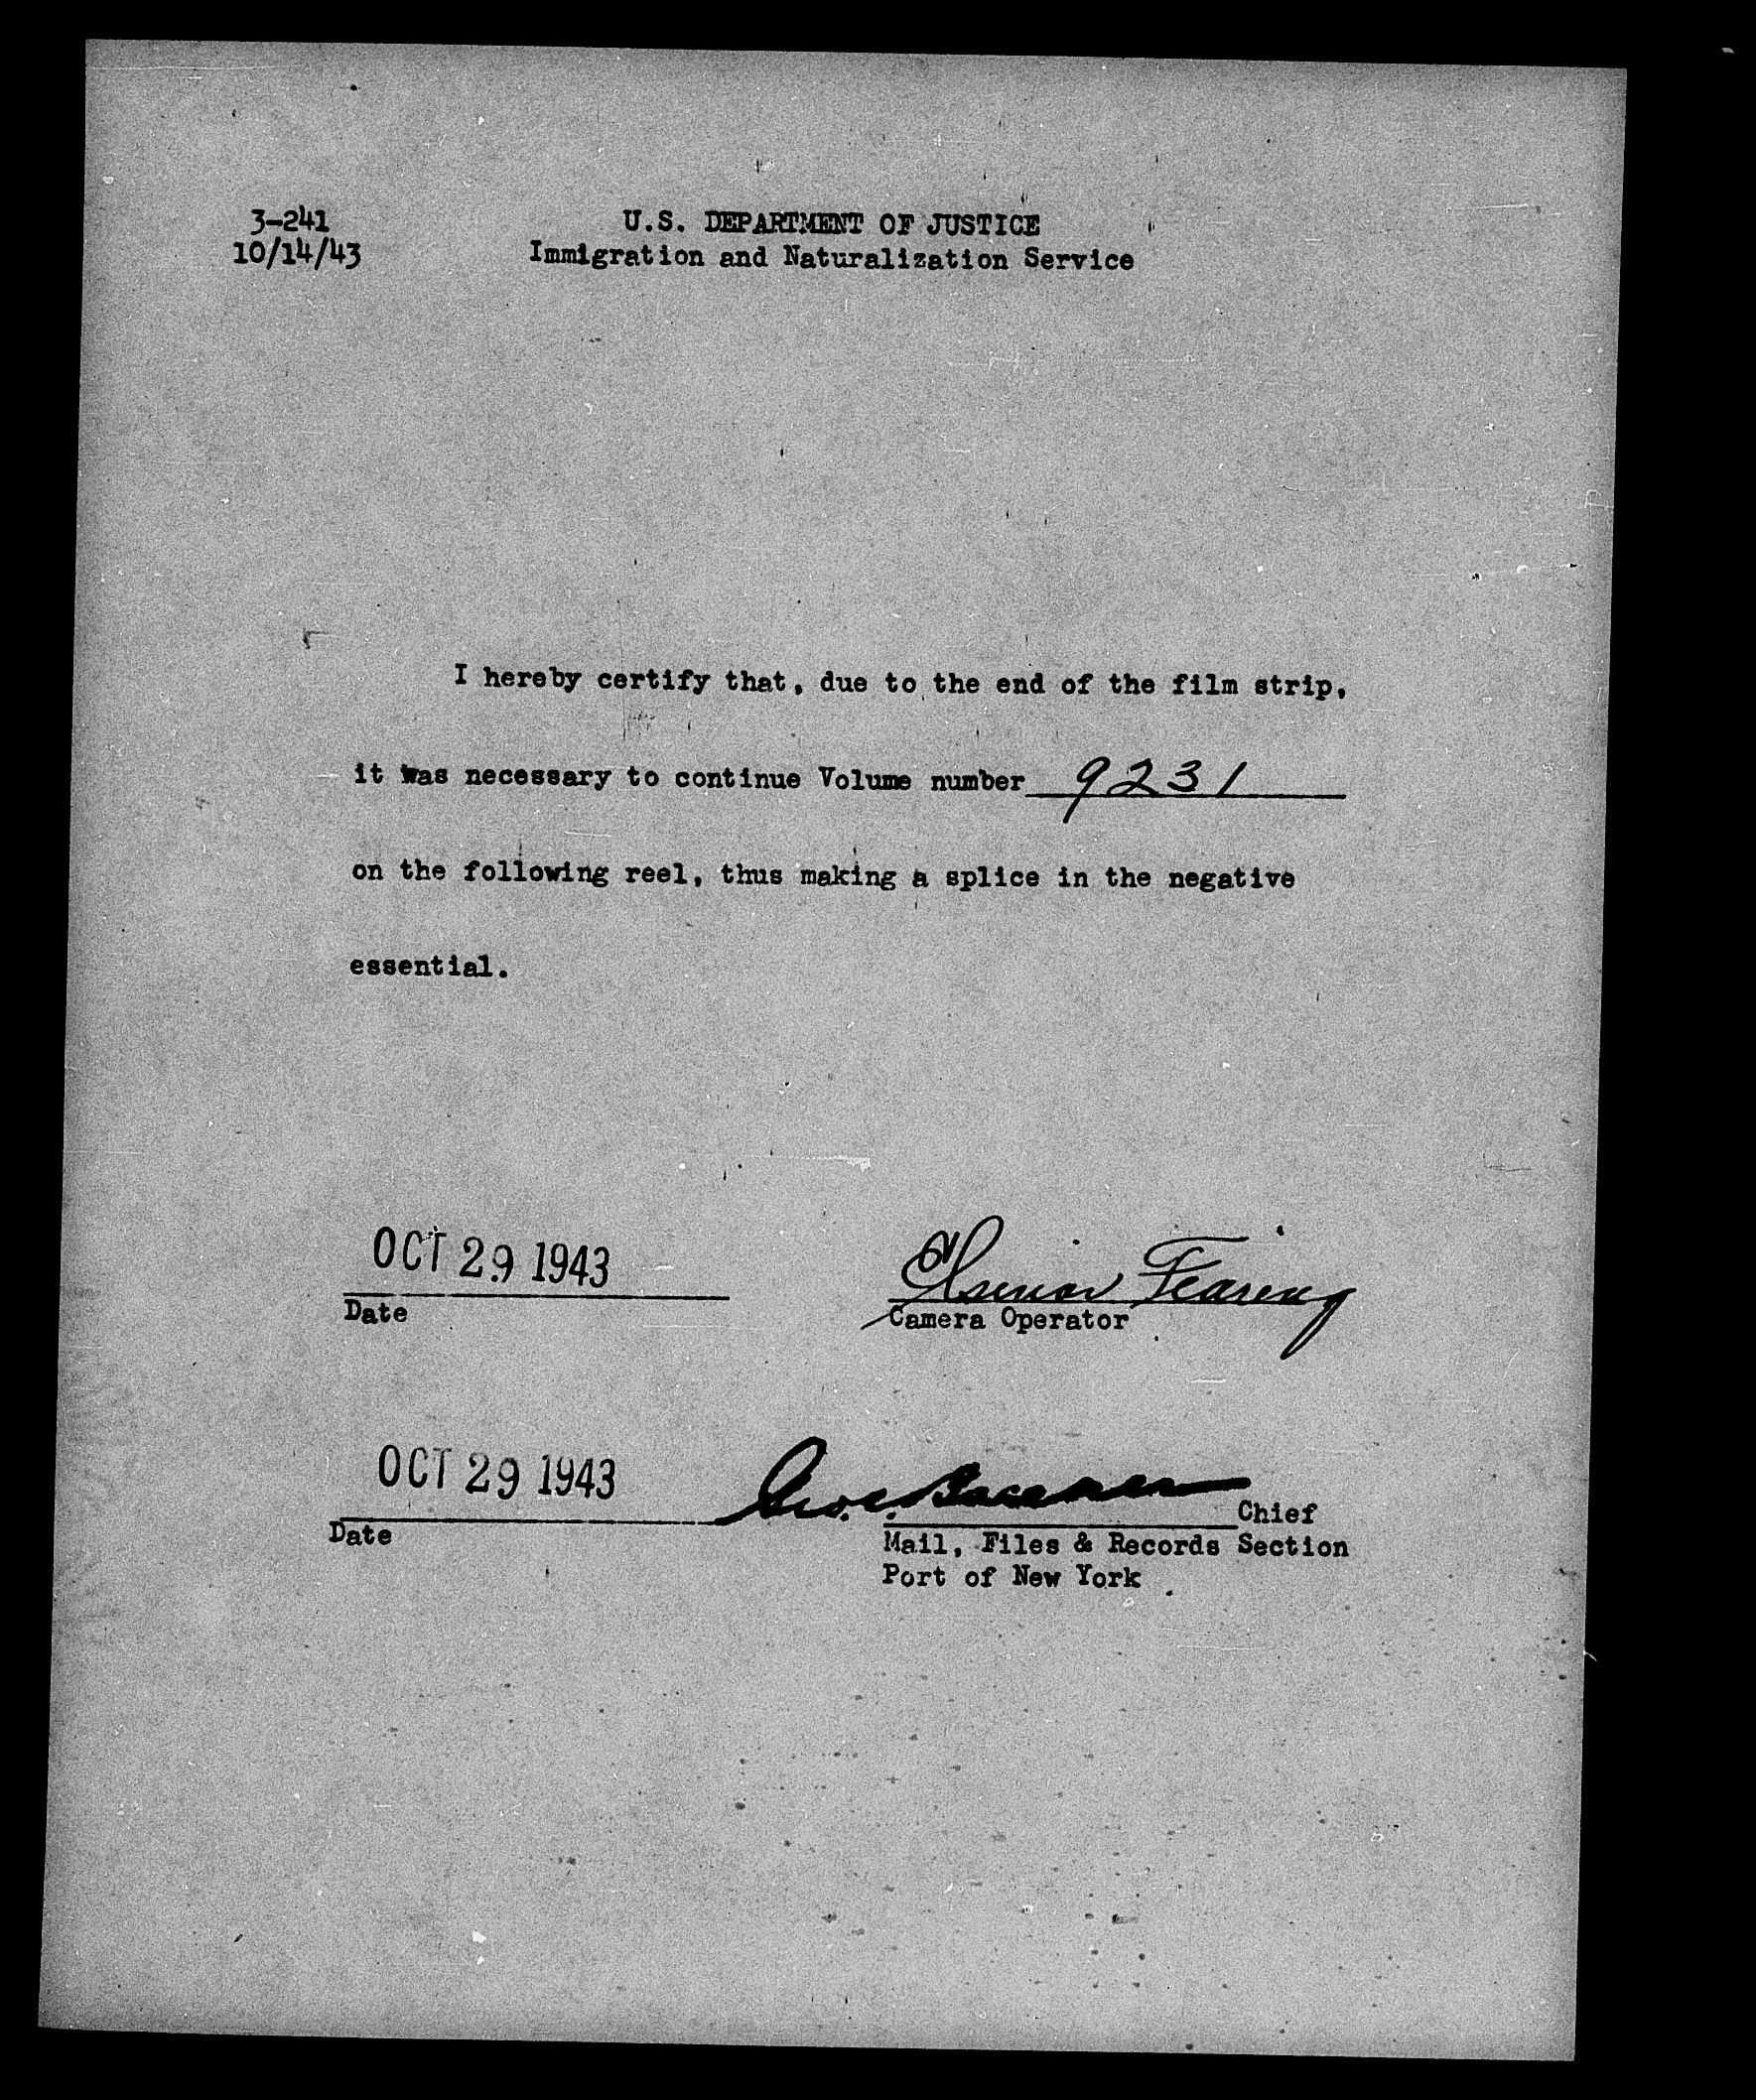 3-241
10/14/43
U.S. DEPARTMENT OF JUSTICE
Immigration and Naturalization Service
I hereby certify that, due to the end of the film strip,
it was necessary to continue Volume number 9231
on the following reel, thus making a splice in the negative
essential.
OCT 29 1943
Date
Fearing
Camera Operator
OCT 29 1943
Date
Geo. C.
Chief
Mail, Files & Records Section
Port of New York